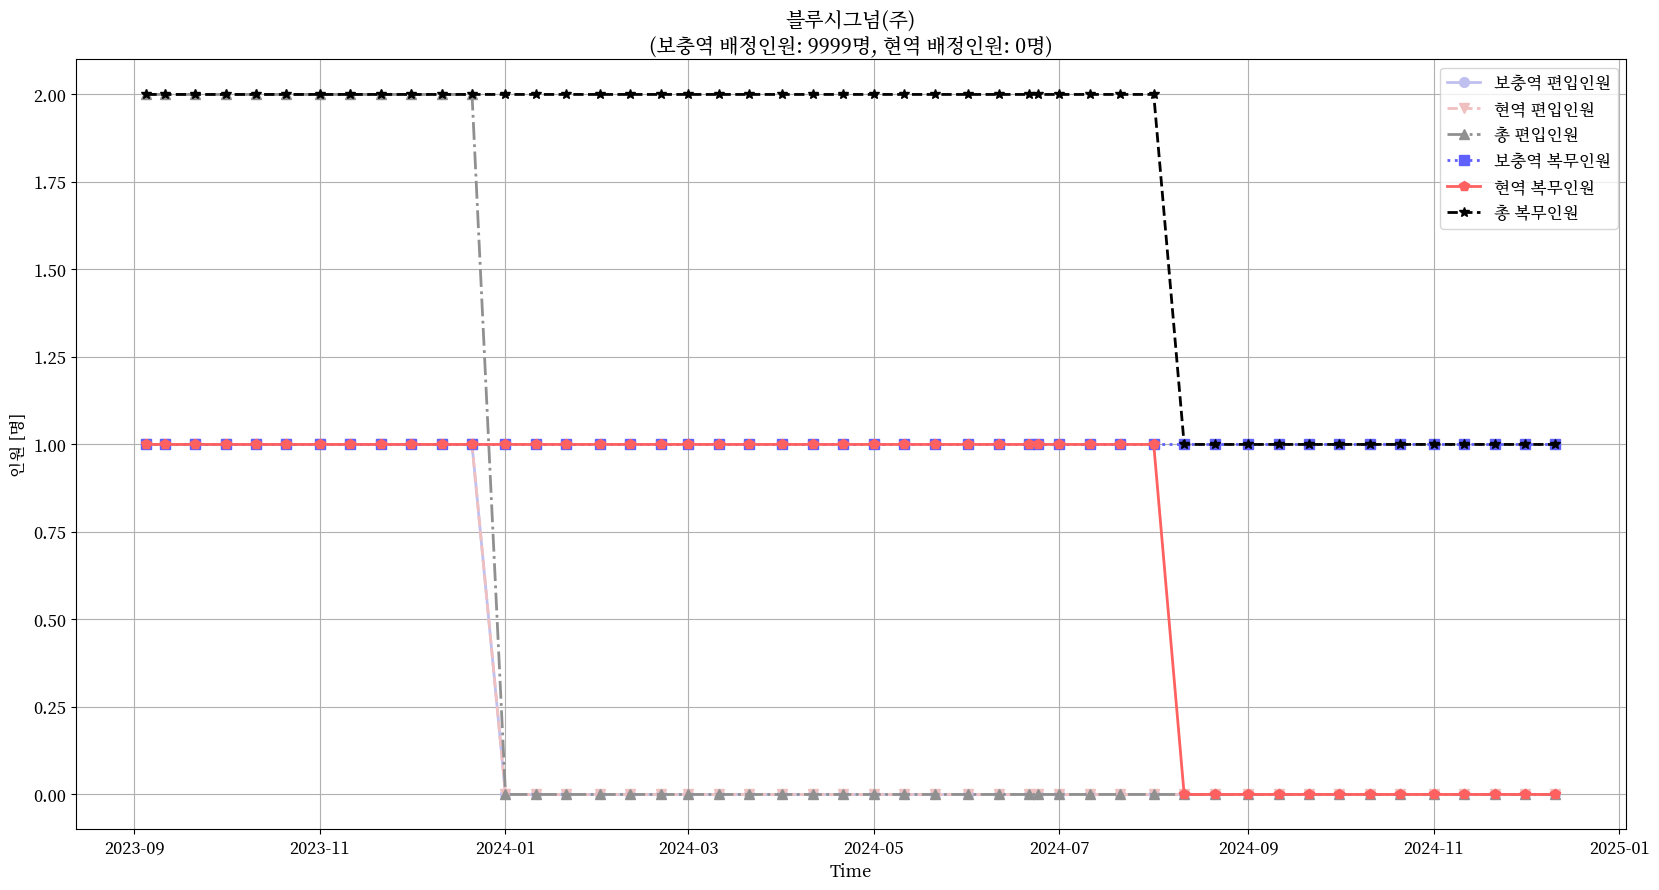 블루시그넘(주)
(보충역 배정인원: 9999명, 현역 배정인원: 0명)
보충역 편입인원
현역 편입인원
총 편입인원
보충역 복무인원
현역 복무인원
총 복무인원
인원 [명]
2.00
1.75
1.50
1.25
1.00
0.75
0.50
0.25
0.00
2023-09
2023-11
2024-01
2024-03
2024-05
2024-07
2024-09
2024-11
2025-01
Time